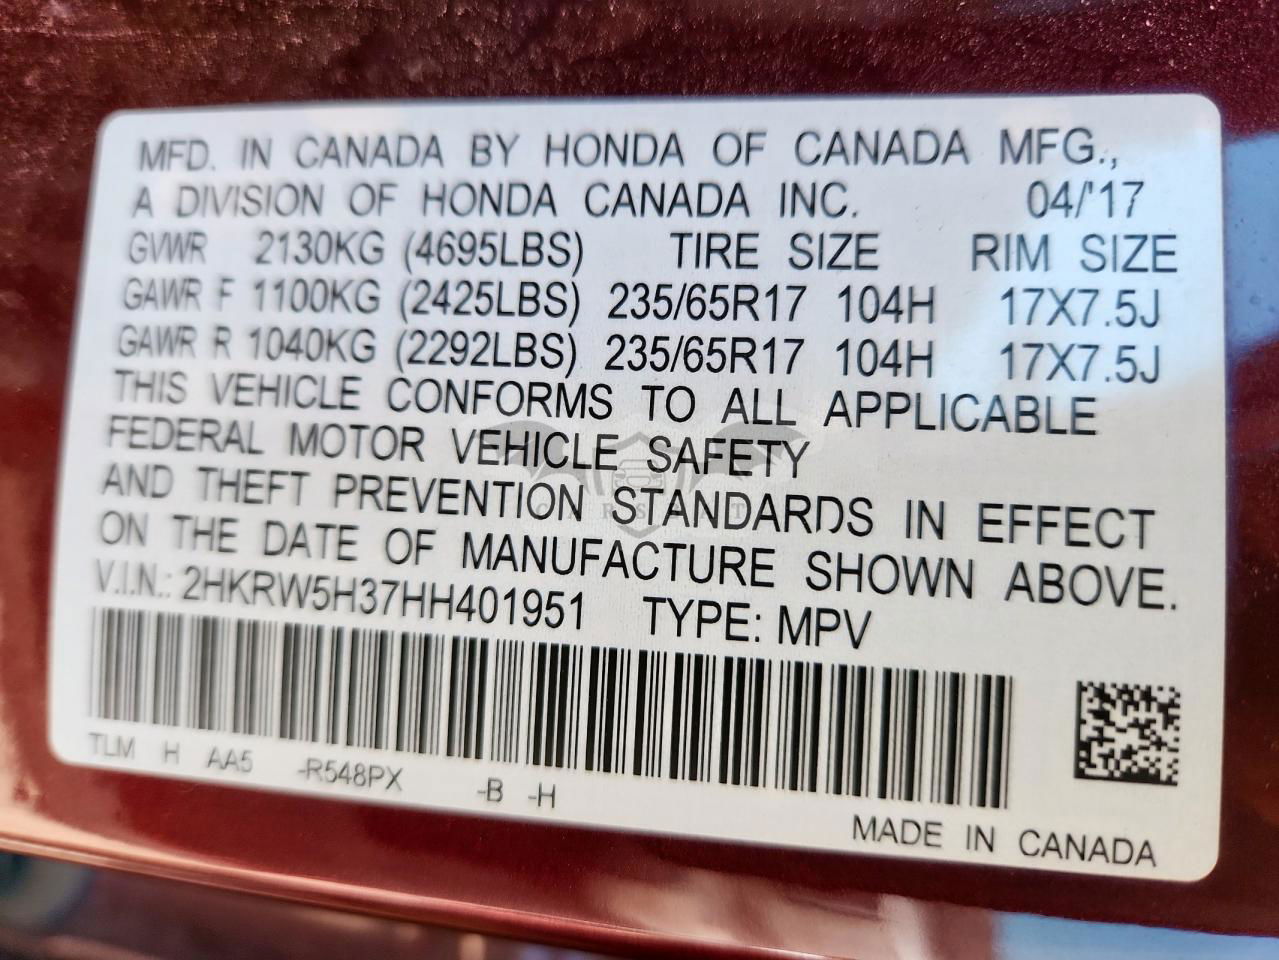 MFD. IN CANADA BY HONDA OF CANADA MFG.,
A DIVISION OF HONDA CANADA INC. 04/'17
GVWR 2130KG (4695LBS) TIRE SIZE RIM SIZE
GAWR F 1100KG (2425LBS) 235/65R17 104H 17X7.5J
GAWR R 1040KG (2292LBS) 235/65R17 104H 17X7.5J
THIS VEHICLE CONFORMS TO ALL APPLICABLE
FEDERAL MOTOR VEHICLE SAFETY
AND THEFT PREVENTION STANDARDS IN EFFECT
ON THE DATE OF MANUFACTURE SHOWN ABOVE.
V.I.N.: 2HKRW5H37HH401951 TYPE: MPV
TLM H AA5 -R548PX -B -H
MADE IN CANADA